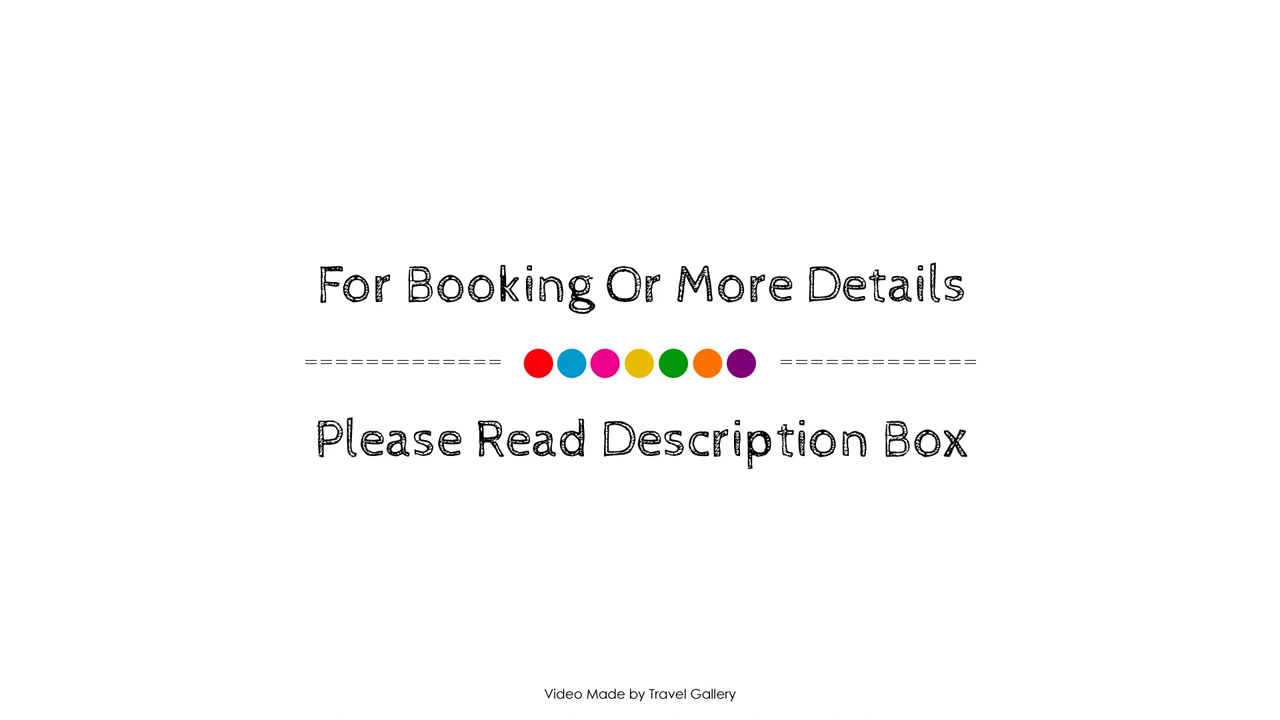 For Booking Or More Details
============= =============
Please Read Description Box
Video Made by Travel Gallery